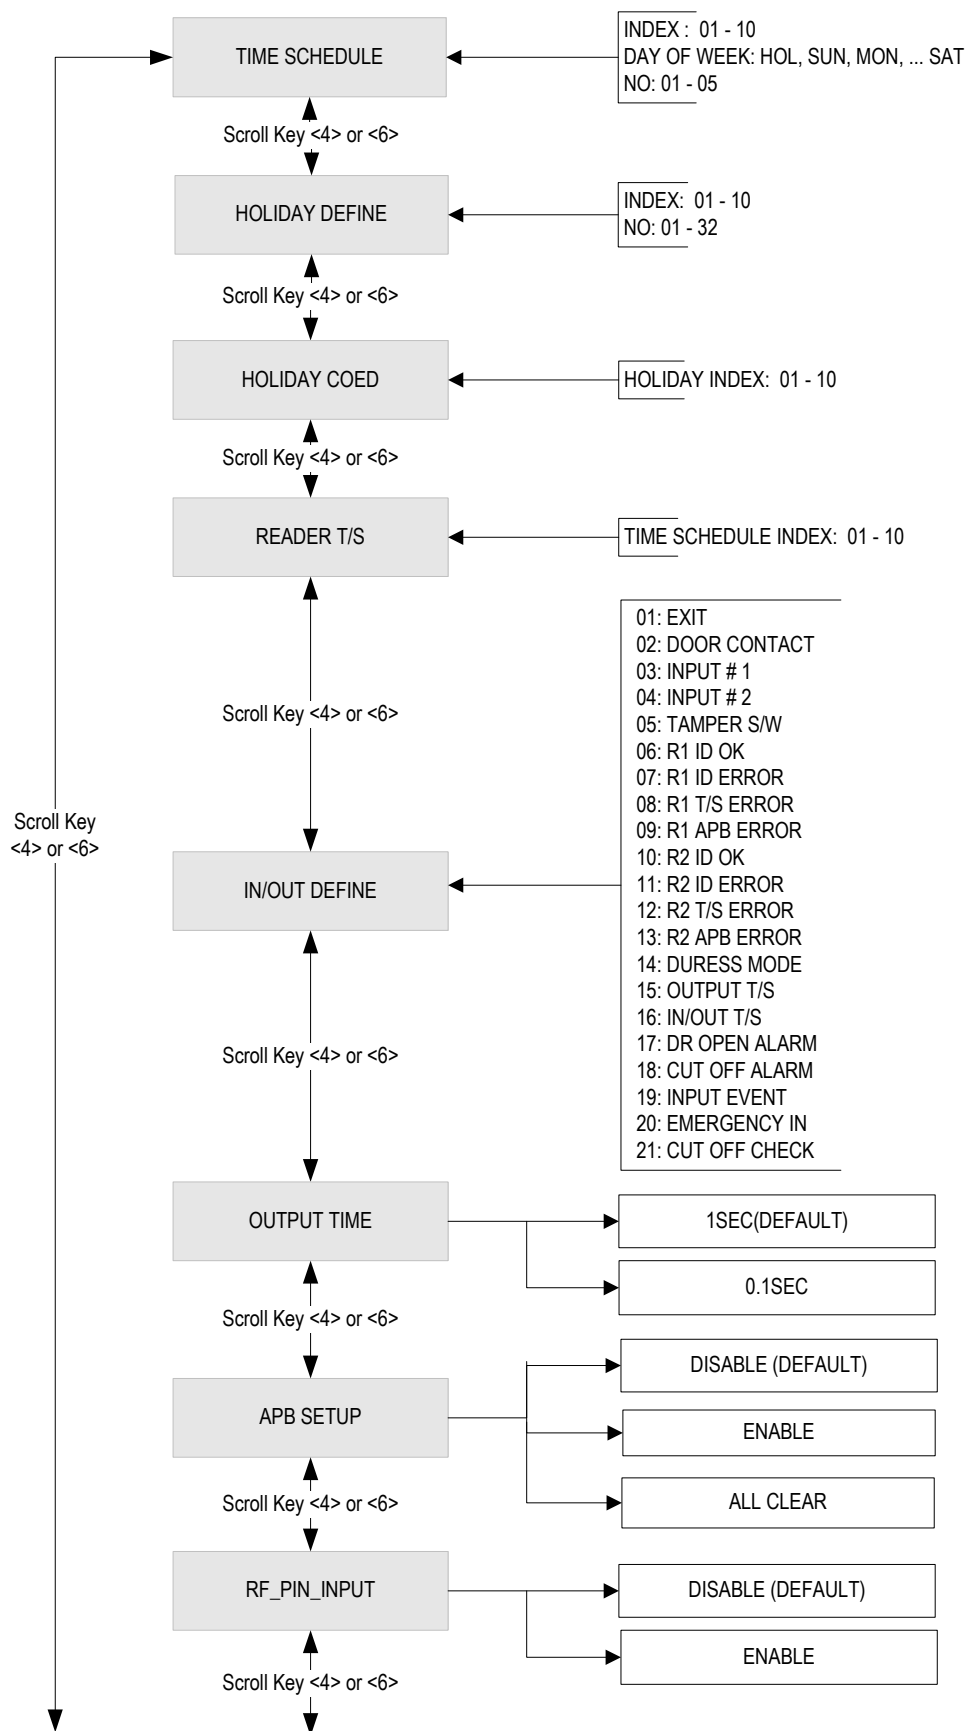 TIME SCHEDULE
INDEX : 01 - 10
DAY OF WEEK: HOL, SUN, MON, ... SAT
NO: 01 - 05
Scroll Key <4> or <6>
HOLIDAY DEFINE
INDEX: 01 - 10
NO: 01 - 32
Scroll Key <4> or <6>
HOLIDAY COED
HOLIDAY INDEX: 01 - 10
Scroll Key <4> or <6>
READER T/S
TIME SCHEDULE INDEX: 01 - 10
Scroll Key <4> or <6>
IN/OUT DEFINE
01: EXIT
02: DOOR CONTACT
03: INPUT # 1
04: INPUT # 2
05: TAMPER S/W
06: R1 ID OK
07: R1 ID ERROR
08: R1 T/S ERROR
09: R1 APB ERROR
10: R2 ID OK
11: R2 ID ERROR
12: R2 T/S ERROR
13: R2 APB ERROR
14: DURESS MODE
15: OUTPUT T/S
16: IN/OUT T/S
17: DR OPEN ALARM
18: CUT OFF ALARM
19: INPUT EVENT
20: EMERGENCY IN
21: CUT OFF CHECK
Scroll Key
<4> or <6>
Scroll Key <4> or <6>
OUTPUT TIME
1SEC(DEFAULT)
0.1SEC
Scroll Key <4> or <6>
APB SETUP
DISABLE (DEFAULT)
ENABLE
ALL CLEAR
Scroll Key <4> or <6>
RF_PIN_INPUT
DISABLE (DEFAULT)
ENABLE
Scroll Key <4> or <6>